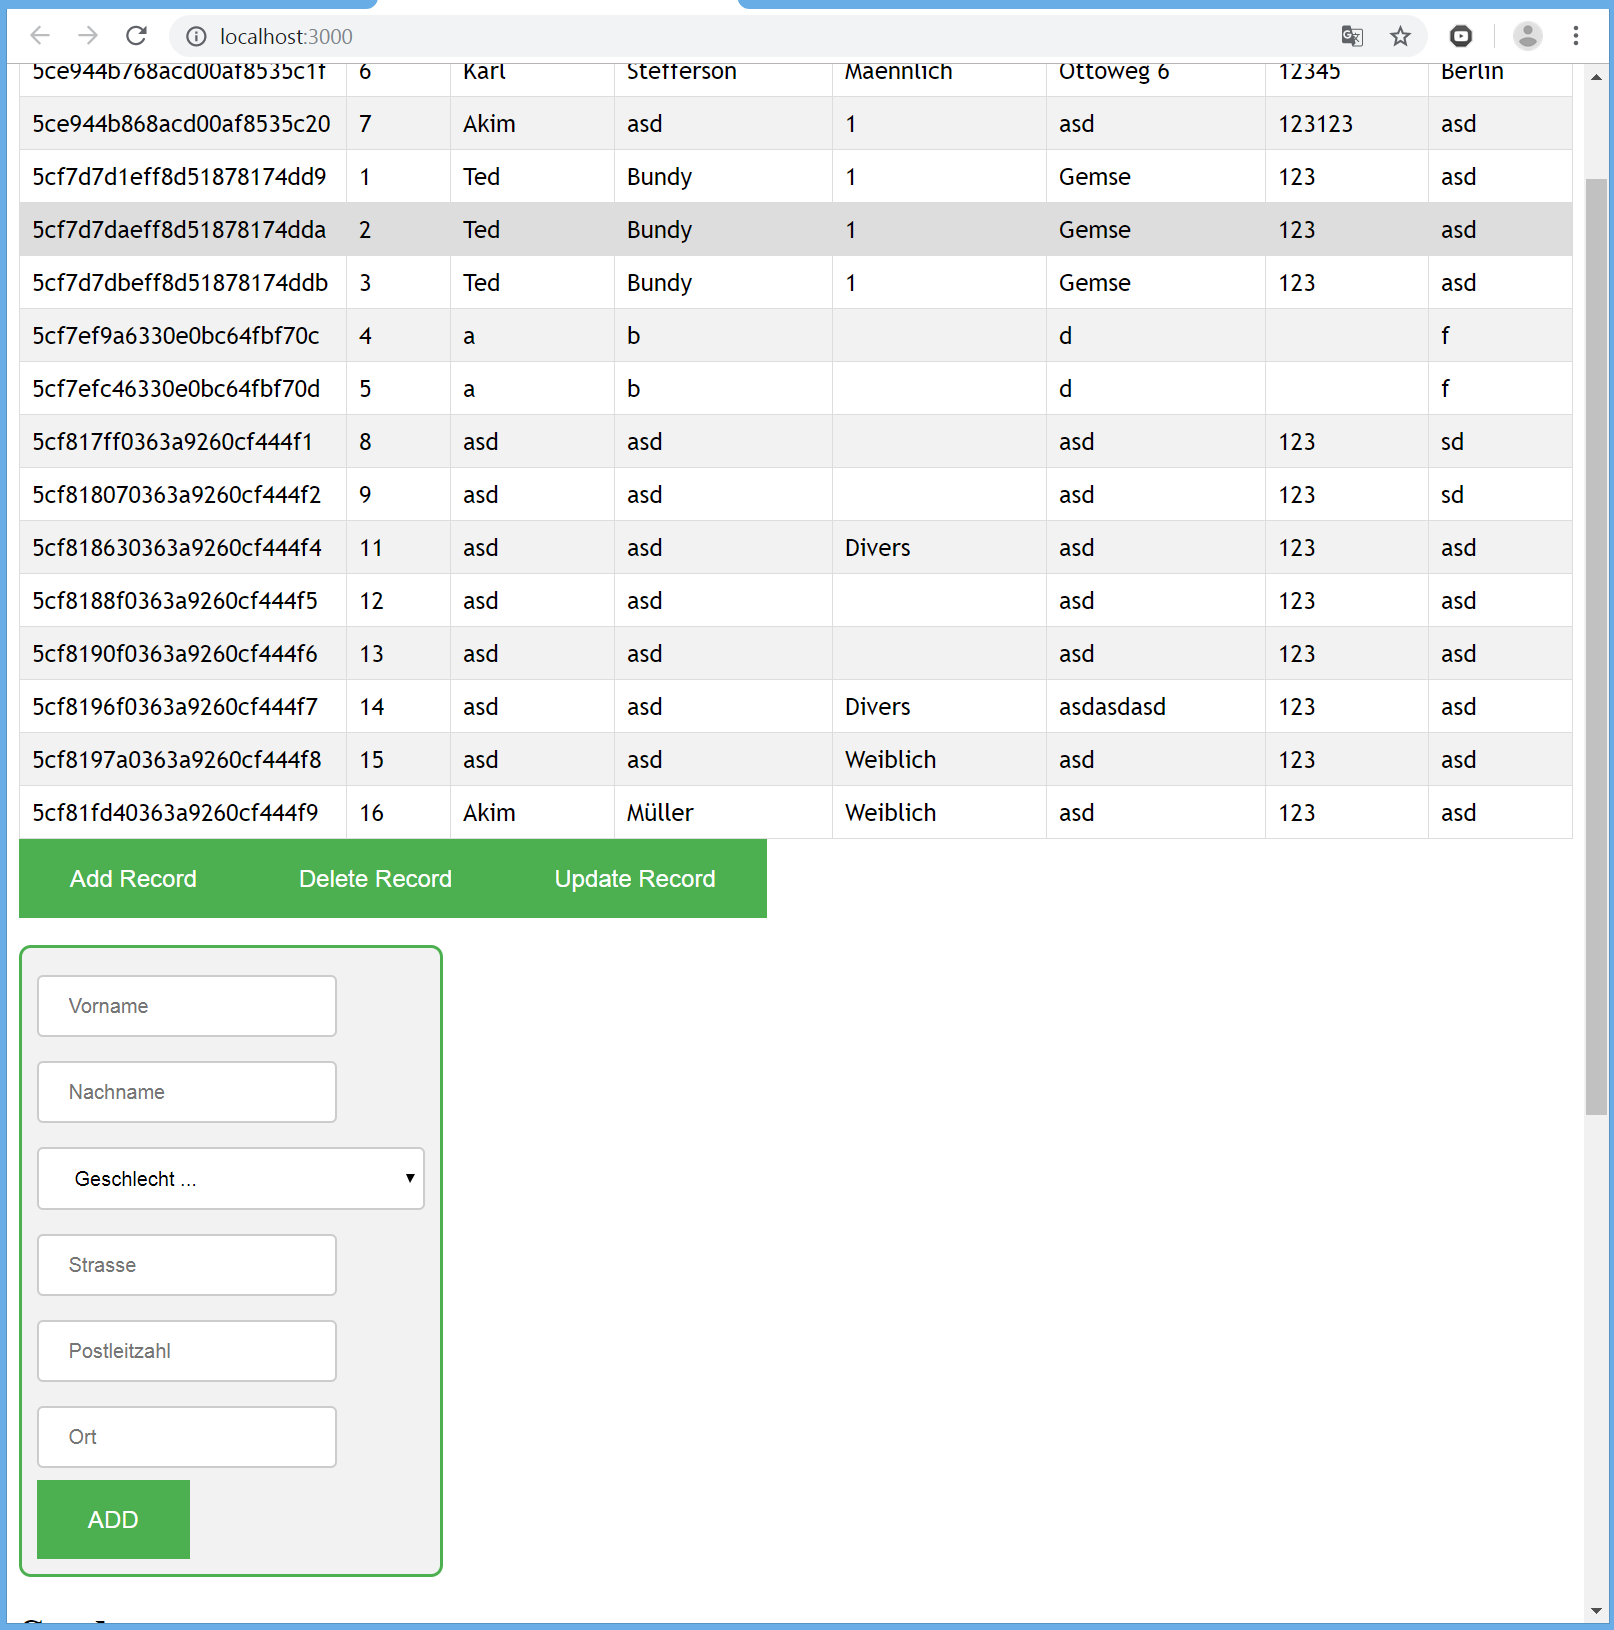 localhost:3000
5ce944b768acd00af8535c1f 6 Karl Stefferson Maennlich Ottoweg 6 12345 Berlin
5ce944b868acd00af8535c20 7 Akim asd 1 asd 123123 asd
5cf7d7d1eff8d51878174dd9 1 Ted Bundy 1 Gemse 123 asd
5cf7d7daeff8d51878174dda 2 Ted Bundy 1 Gemse 123 asd
5cf7d7dbeff8d51878174ddb 3 Ted Bundy 1 Gemse 123 asd
5cf7ef9a6330e0bc64fbf70c 4 a b d f
5cf7efc46330e0bc64fbf70d 5 a b d f
5cf817ff0363a9260cf444f1 8 asd asd asd 123 sd
5cf818070363a9260cf444f2 9 asd asd asd 123 sd
5cf818630363a9260cf444f4 11 asd asd Divers asd 123 asd
5cf8188f0363a9260cf444f5 12 asd asd asd 123 asd
5cf8190f0363a9260cf444f6 13 asd asd asd 123 asd
5cf8196f0363a9260cf444f7 14 asd asd Divers asdasdasd 123 asd
5cf8197a0363a9260cf444f8 15 asd asd Weiblich asd 123 asd
5cf81fd40363a9260cf444f9 16 Akim Müller Weiblich asd 123 asd
Add Record Delete Record Update Record
Vorname
Nachname
Geschlecht ...
Strasse
Postleitzahl
Ort
ADD